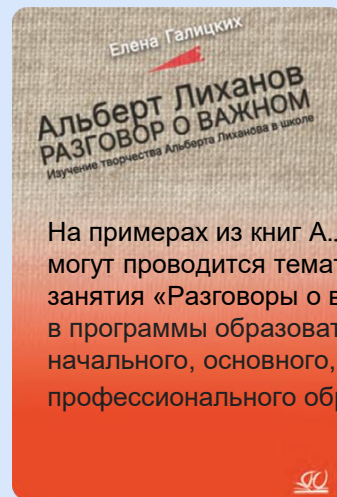 Елена Галицких
Альберт Лиханов
РАЗГОВОР О ВАЖНОМ
Изучение творчества Альберта Лиханова в школе
На примерах из книг А..
могут проводится темат
занятия «Разговоры о в
в программы образоват
начального, основного,
профессионального обр